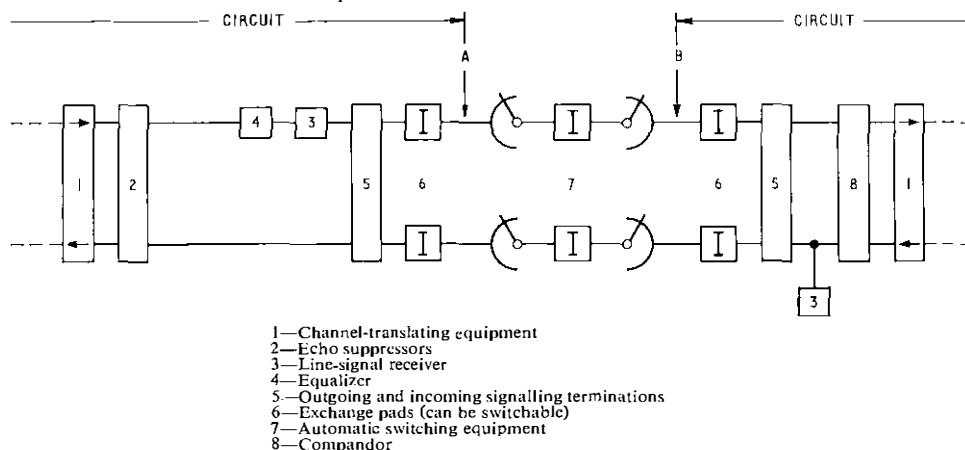 CIRCUIT
CIRCUIT
A
B
4
3
1
2
5
6
7
6
5
8
1
3
1—Channel-translating equipment
2—Echo suppressors
3—Line-signal receiver
4—Equalizer
5—Outgoing and incoming signalling terminations
6—Exchange pads (can be switchable)
7—Automatic switching equipment
8—Compandor